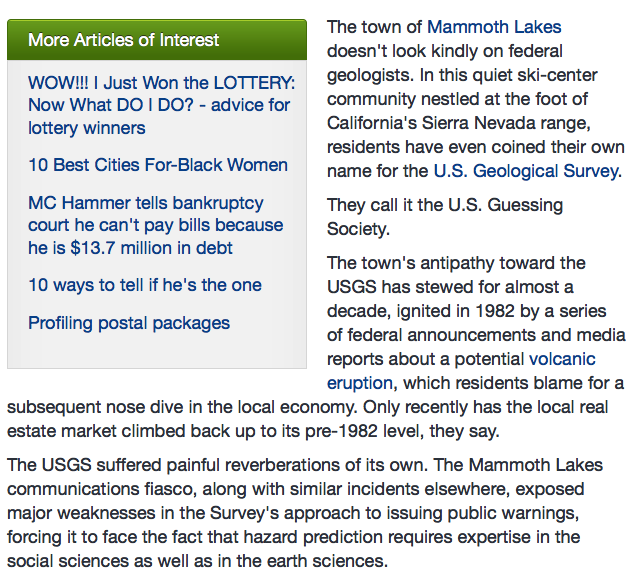 More Articles of Interest
WOW!!! I Just Won the LOTTERY:
Now What DO I DO? - advice for
lottery winners
10 Best Cities For-Black Women
MC Hammer tells bankruptcy
court he can't pay bills because
he is $13.7 million in debt
10 ways to tell if he's the one
Profiling postal packages
The town of Mammoth Lakes
doesn't look kindly on federal
geologists. In this quiet ski-center
community nestled at the foot of
California's Sierra Nevada range,
residents have even coined their own
name for the U.S. Geological Survey.
They call it the U.S. Guessing
Society.
The town's antipathy toward the
USGS has stewed for almost a
decade, ignited in 1982 by a series
of federal announcements and media
reports about a potential volcanic
eruption, which residents blame for a
subsequent nose dive in the local economy. Only recently has the local real
estate market climbed back up to its pre-1982 level, they say.
The USGS suffered painful reverberations of its own. The Mammoth Lakes
communications fiasco, along with similar incidents elsewhere, exposed
major weaknesses in the Survey's approach to issuing public warnings,
forcing it to face the fact that hazard prediction requires expertise in the
social sciences as well as in the earth sciences.